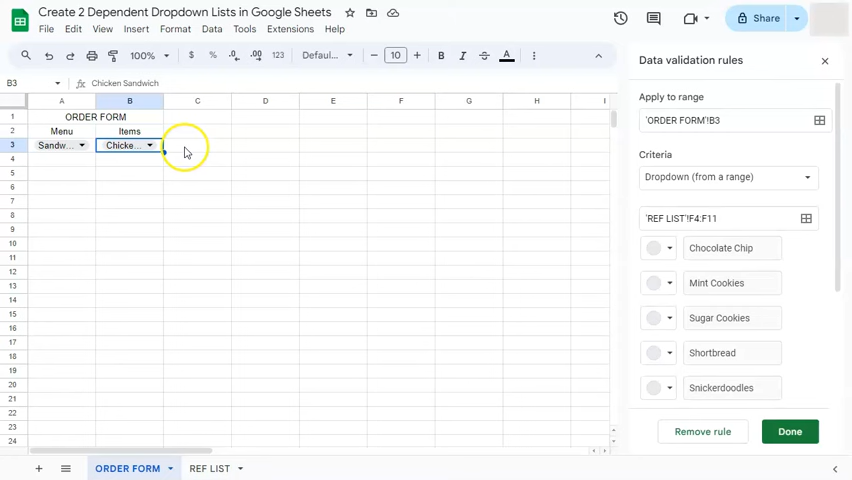 Create 2 Dependent Dropdown Lists in Google Sheets
File Edit View Insert Format Data Tools Extensions Help
Share
100% $ % .0 .00 123 Defaul... 10 B I S A
B3 fx Chicken Sandwich
A B C D E F G H I
1 ORDER FORM
2 Menu Items
3 Sandw... Chicke...
4
5
6
7
8
9
10
11
12
13
14
15
16
17
18
19
20
21
22
23
24
ORDER FORM REF LIST
Data validation rules
Apply to range
'ORDER FORM'!B3
Criteria
Dropdown (from a range)
'REF LIST'!F4:F11
Chocolate Chip
Mint Cookies
Sugar Cookies
Shortbread
Snickerdoodles
Remove rule Done